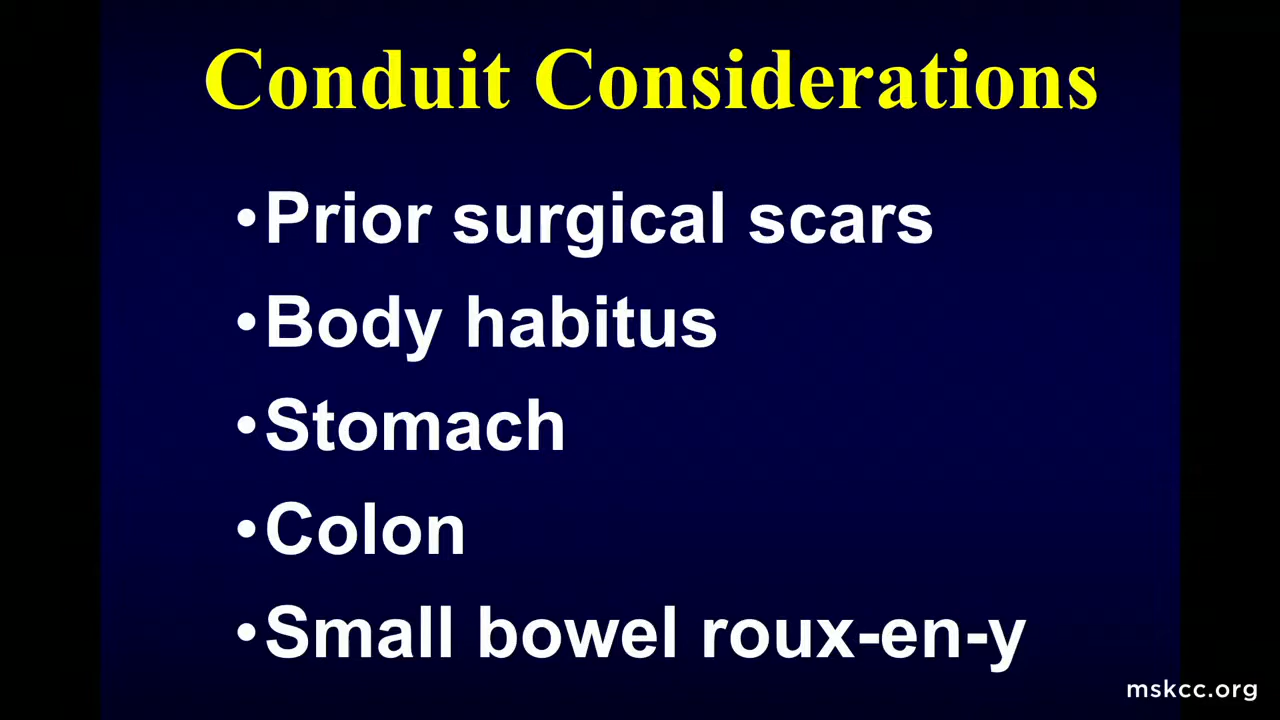 Conduit Considerations
•Prior surgical scars
•Body habitus
•Stomach
•Colon
•Small bowel roux-en-y
mskcc.org